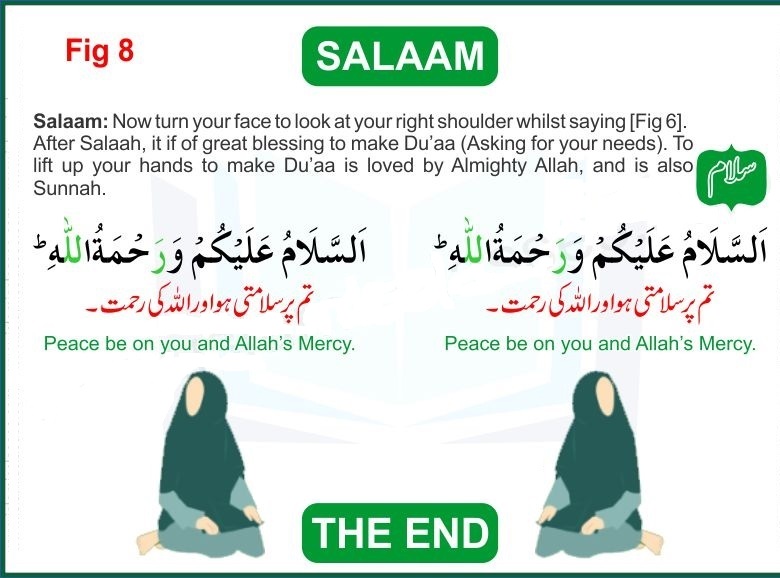 Fig 8
SALAAM
Salaam: Now turn your face to look at your right shoulder whilst saying [Fig 6].
After Salaah, it if of great blessing to make Du’aa (Asking for your needs). To
lift up your hands to make Du’aa is loved by Almighty Allah, and is also
Sunnah.
سلام
اَلسَّلَامُ عَلَيْكُمْ وَرَحْمَةُ اللّٰهِ ؕ
اَلسَّلَامُ عَلَيْكُمْ وَرَحْمَةُ اللّٰهِ ؕ
تم پر سلامتی ہو اور اللہ کی رحمت ۔
تم پر سلامتی ہو اور اللہ کی رحمت ۔
Peace be on you and Allah’s Mercy.
Peace be on you and Allah’s Mercy.
THE END